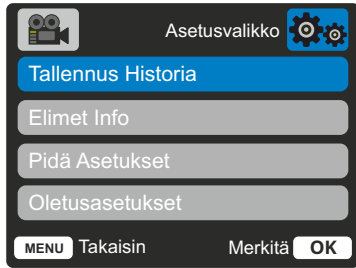 Asetusvalikko
Tallennus Historia
Elimet Info
Pidä Asetukset
Oletusasetukset
MENU Takaisin Merkitä OK